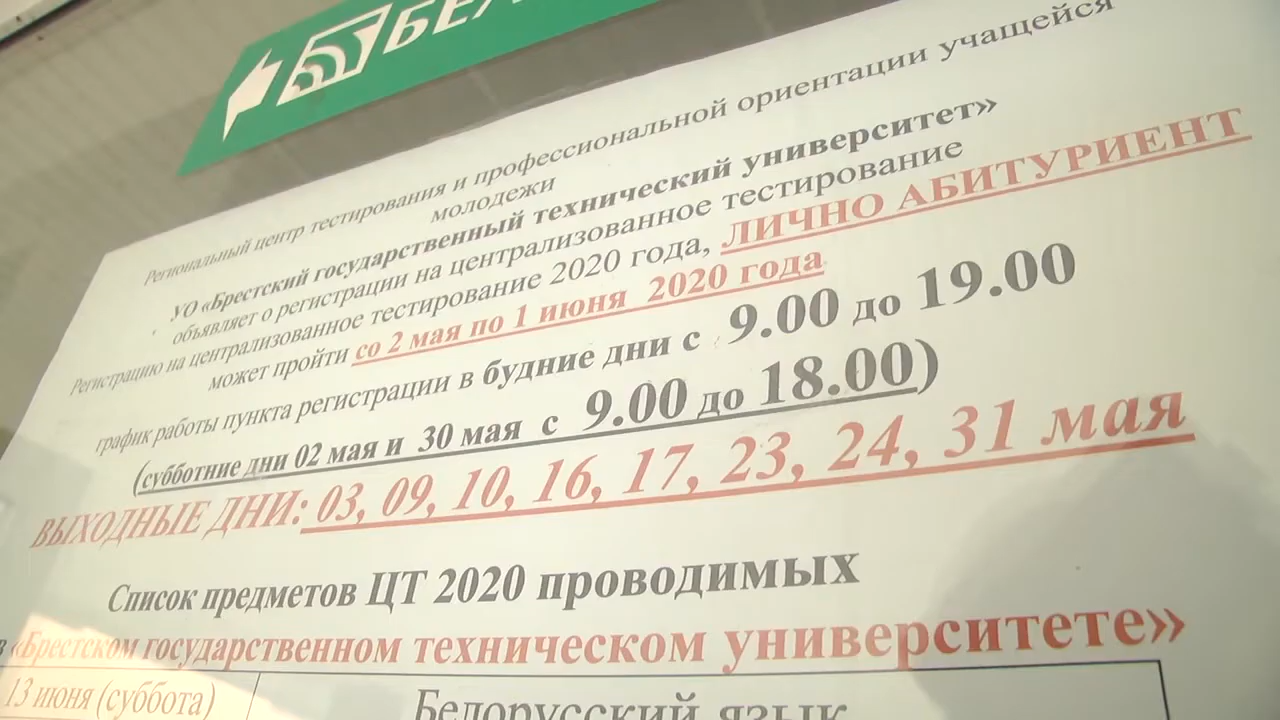 Региональный центр тестирования и профессиональной ориентации учащейся
молодежи
УО «Брестский государственный технический университет»
объявляет о регистрации на централизованное тестирование
Регистрацию на централизованное тестирование 2020 года, ЛИЧНО АБИТУРИЕНТ
может пройти со 2 мая по 1 июня 2020 года
график работы пункта регистрации в будние дни с 9.00 до 19.00
(субботние дни 02 мая и 30 мая с 9.00 до 18.00)
ВЫХОДНЫЕ ДНИ: 03, 09, 10, 16, 17, 23, 24, 31 мая
Список предметов ЦТ 2020 проводимых
в «Брестском государственном техническом университете»
13 июня (суббота)
Белорусский язык